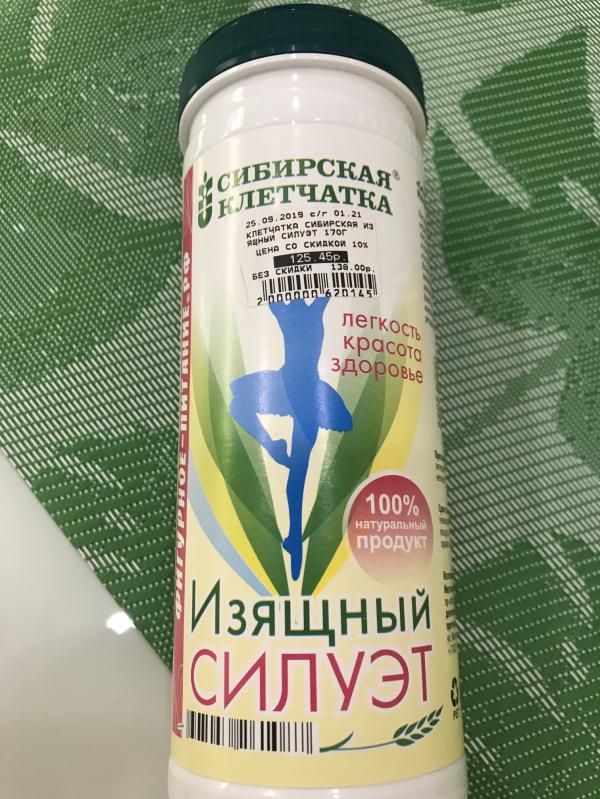 СИБИРСКАЯ®
КЛЕТЧАТКА
25.09.2019 с/г 01.21
КЛЕТЧАТКА СИБИРСКАЯ ИЗ
ЯЩНЫЙ СИЛУЭТ 170Г
ЦЕНА СО СКИДКОЙ 10%
125.45р.
БЕЗ СКИДКИ 138.00р.
2000000620145
легкость
красота
здоровье
100%
натуральный
продукт
Изящный
СИЛУЭТ
ФИГУРНОЕ-ПИТАНИЕ.РФ
PET